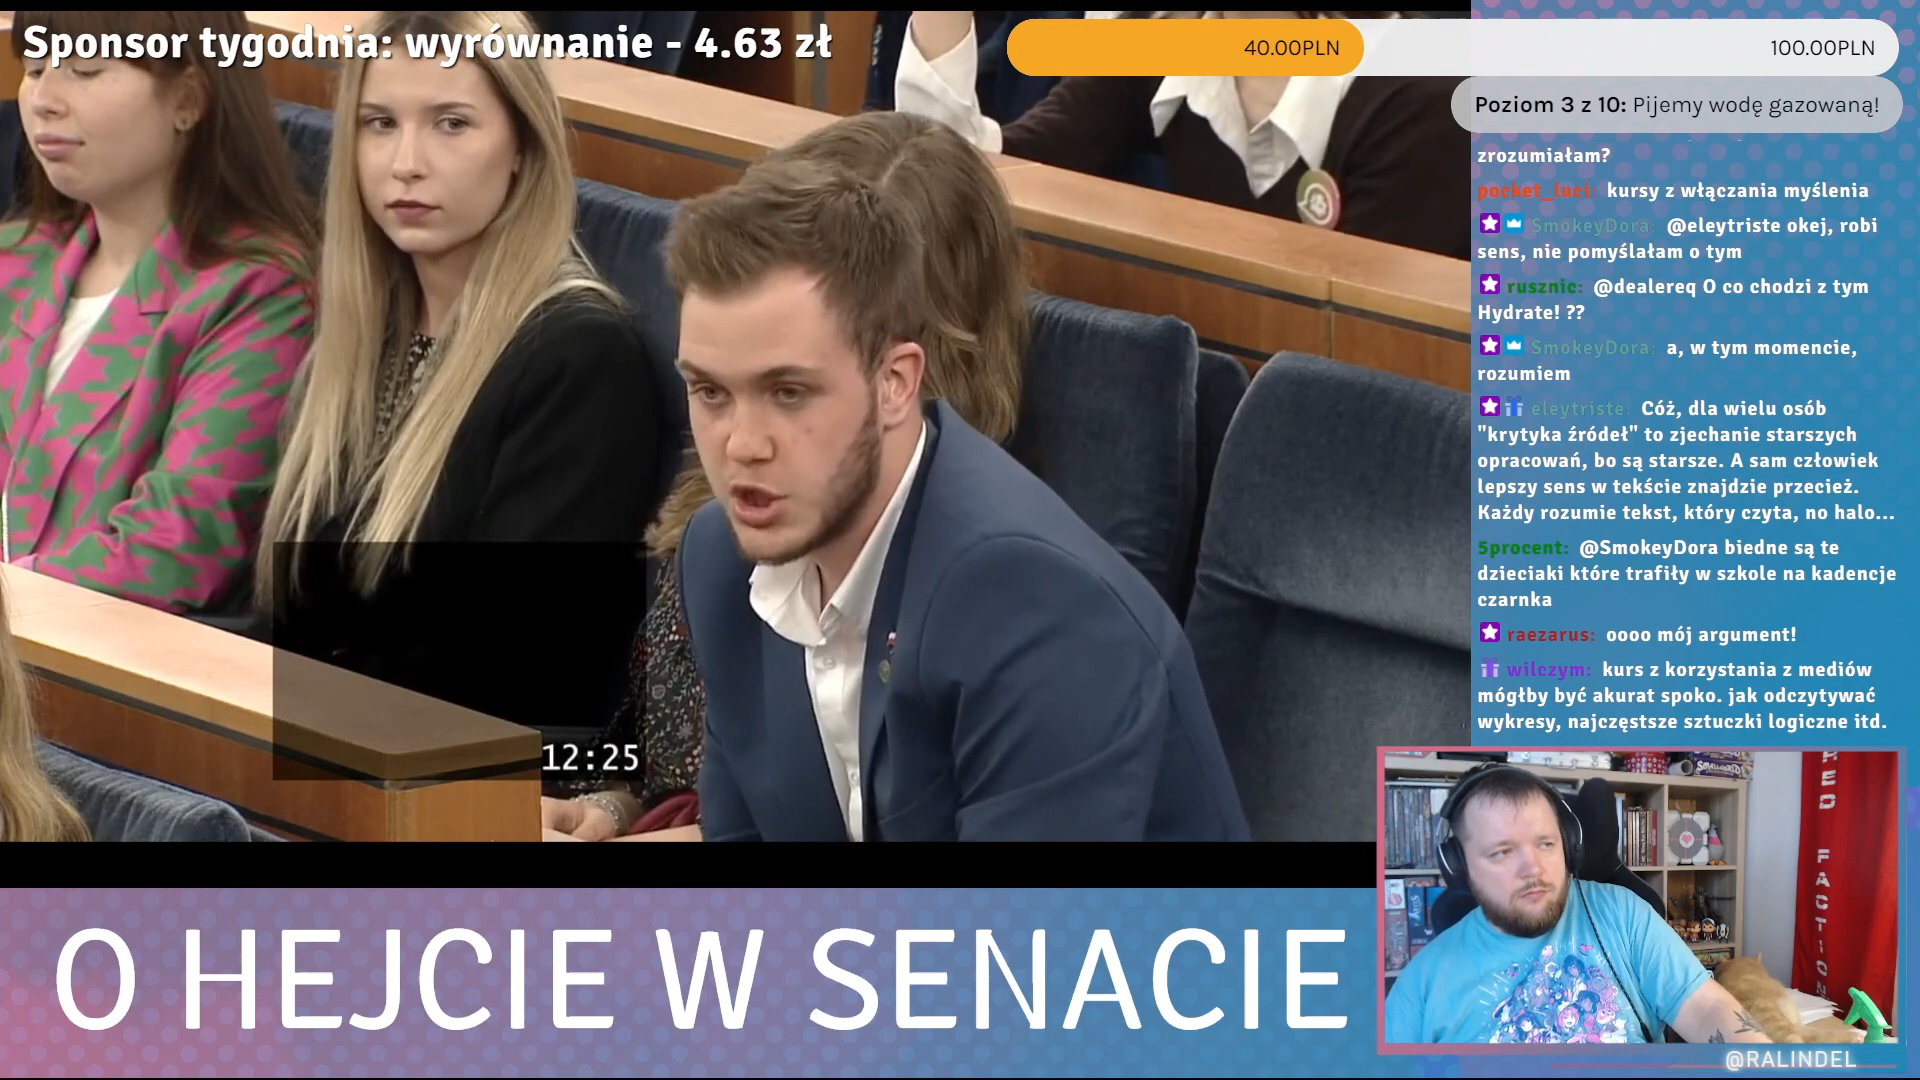 Sponsor tygodnia: wyrównanie - 4.63 zł
40.00PLN
100.00PLN
Poziom 3 z 10: Pijemy wodę gazowaną!
zrozumiałam?
pocket_luci: kursy z włączania myślenia
SmokeyDora: @eleytriste okej, robi
sens, nie pomyślałam o tym
rusznic: @dealereq O co chodzi z tym
Hydrate! ??
SmokeyDora: a, w tym momencie,
rozumiem
eleytriste: Cóż, dla wielu osób
"krytyka źródeł" to zjechanie starszych
opracowań, bo są starsze. A sam człowiek
lepszy sens w tekście znajdzie przecież.
Każdy rozumie tekst, który czyta, no halo...
5procent: @SmokeyDora biedne są te
dzieciaki które trafiły w szkole na kadencje
czarnka
raezarus: oooo mój argument!
wilczym: kurs z korzystania z mediów
mógłby być akurat spoko. jak odczytywać
wykresy, najczęstsze sztuczki logiczne itd.
12:25
O HEJCIE W SENACIE
FACTION
@RALINDEL